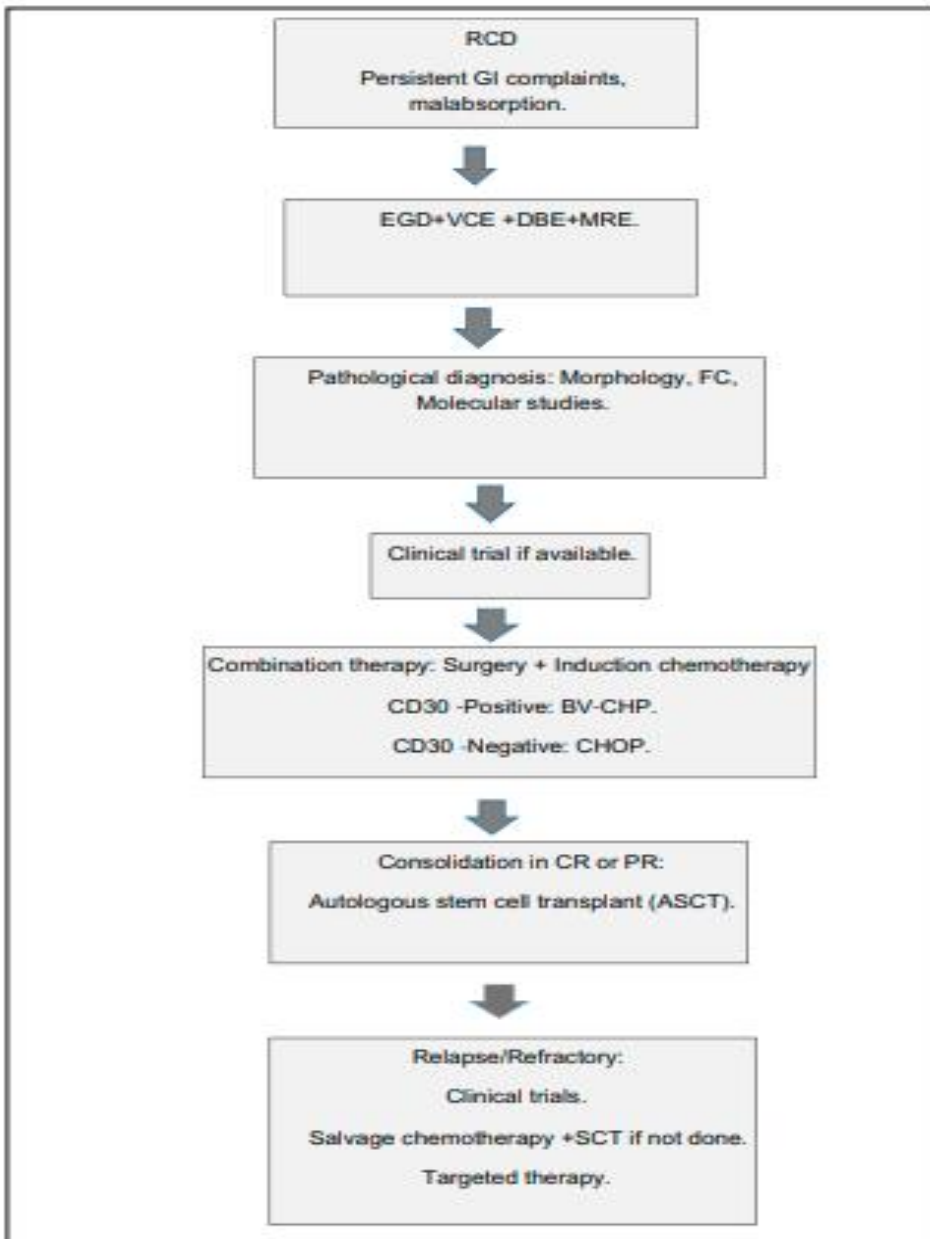 RCD
Persistent GI complaints,
malabsorption.
EGD+VCE +DBE+MRE.
Pathological diagnosis: Morphology, FC,
Molecular studies.
Clinical trial if available.
Combination therapy: Surgery + Induction chemotherapy
CD30 -Positive: BV-CHP.
CD30 -Negative: CHOP.
Consolidation in CR or PR:
Autologous stem cell transplant (ASCT).
Relapse/Refractory:
Clinical trials.
Salvage chemotherapy +SCT if not done.
Targeted therapy.